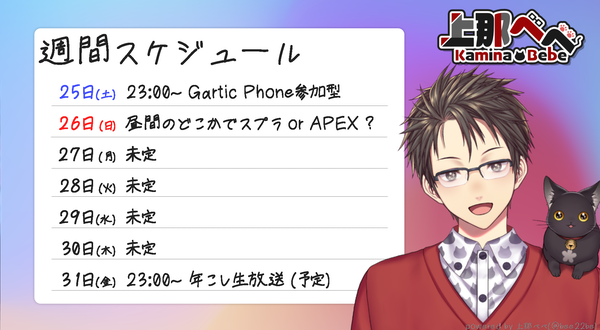 週間スケジュール
上那べべ
Kamina Bebe
25日(土) 23:00~ Gartic Phone参加型
26日(日) 昼間のどこかでスプラ or APEX ?
27日(月) 未定
28日(火) 未定
29日(水) 未定
30日(木) 未定
31日(金) 23:00~ 年こし生放送 (予定)